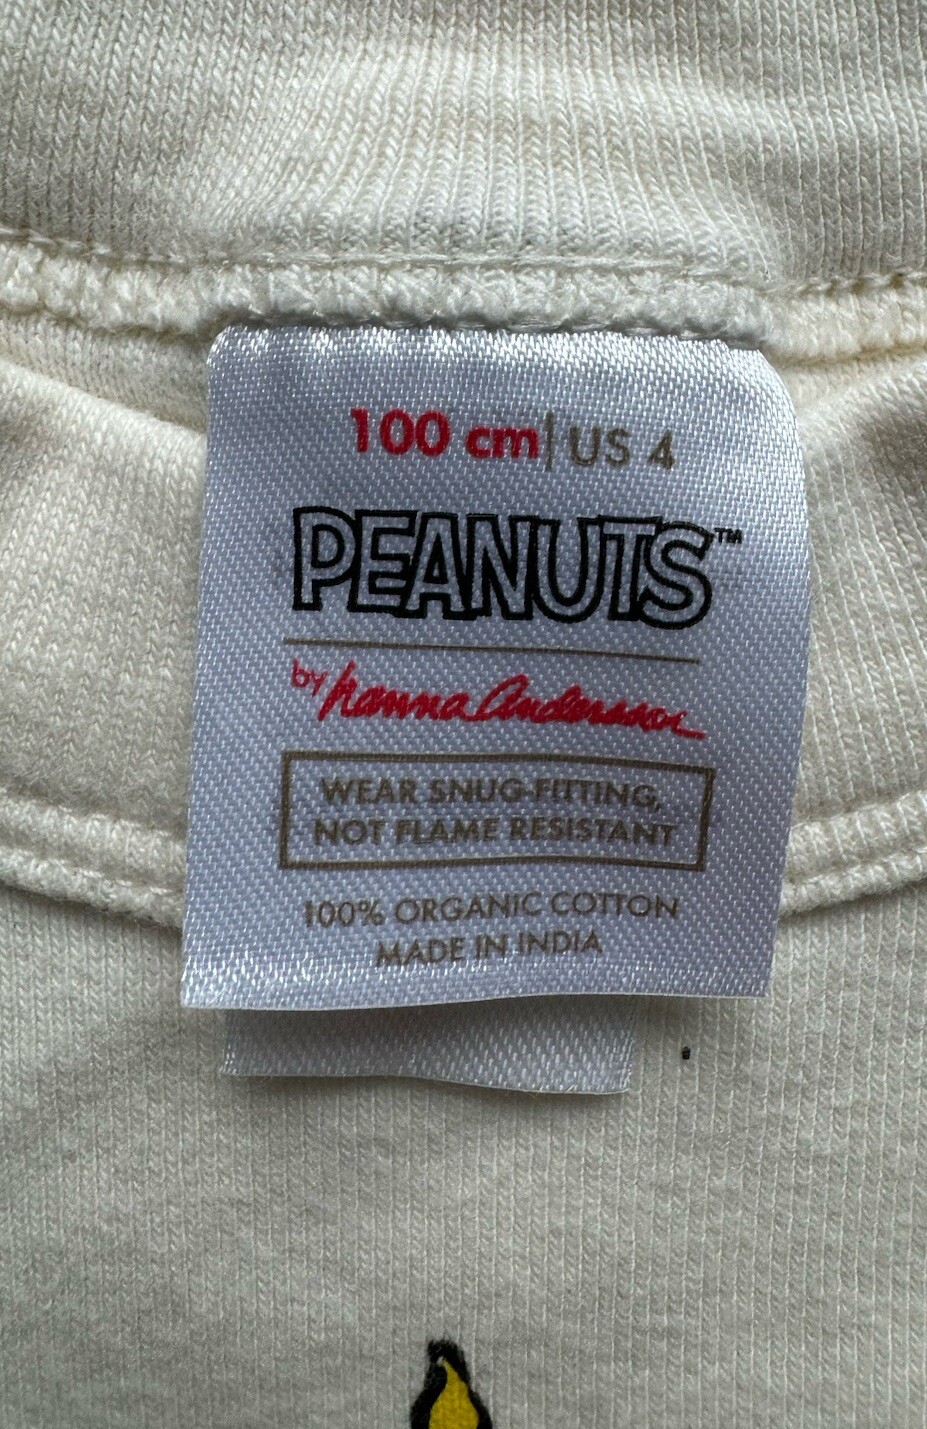 100 cm | US 4
PEANUTS™
by hanna Andersson
WEAR SNUG-FITTING,
NOT FLAME RESISTANT
100% ORGANIC COTTON
MADE IN INDIA